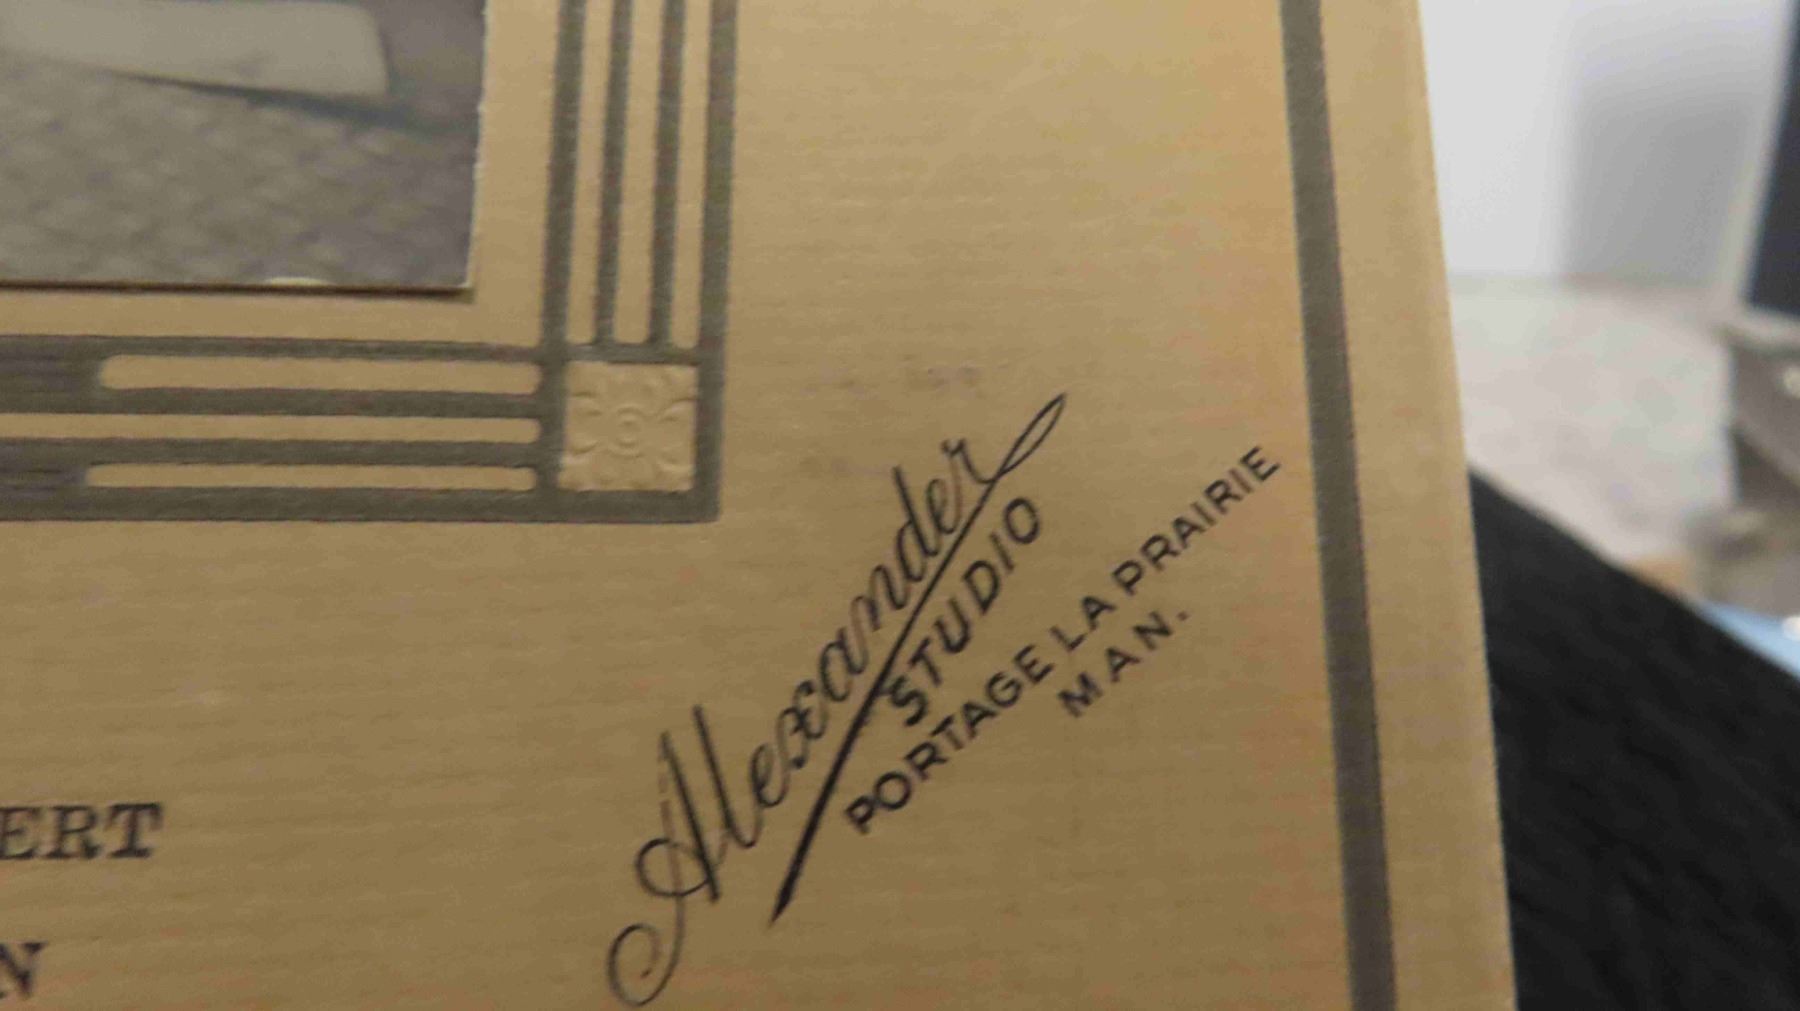 Alexander
STUDIO
PORTAGE LA PRAIRIE
MAN.
ERT
N